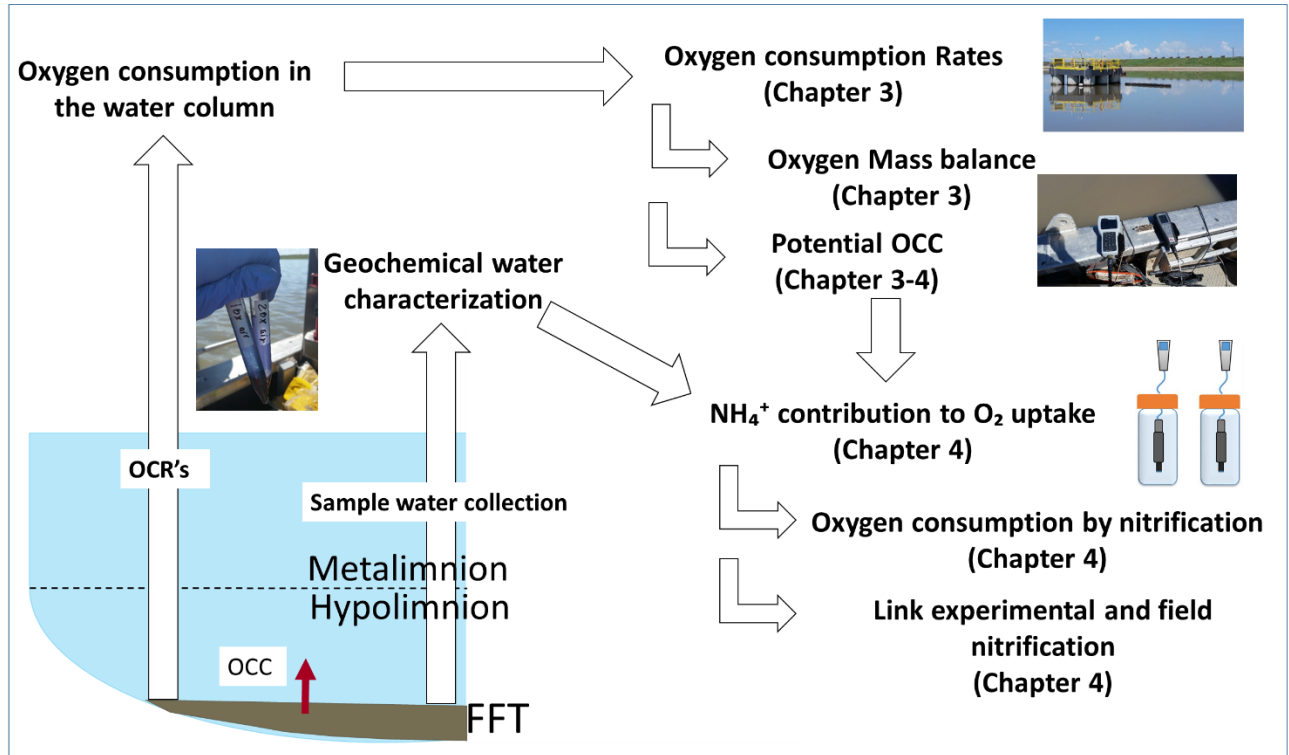 Oxygen consumption in
the water column
Oxygen consumption Rates
(Chapter 3)
Oxygen Mass balance
(Chapter 3)
Potential OCC
(Chapter 3-4)
Geochemical water
characterization
NH₄⁺ contribution to O₂ uptake
(Chapter 4)
Oxygen consumption by nitrification
(Chapter 4)
Link experimental and field
nitrification
(Chapter 4)
OCR's
Sample water collection
Metalimnion
Hypolimnion
OCC
FFT